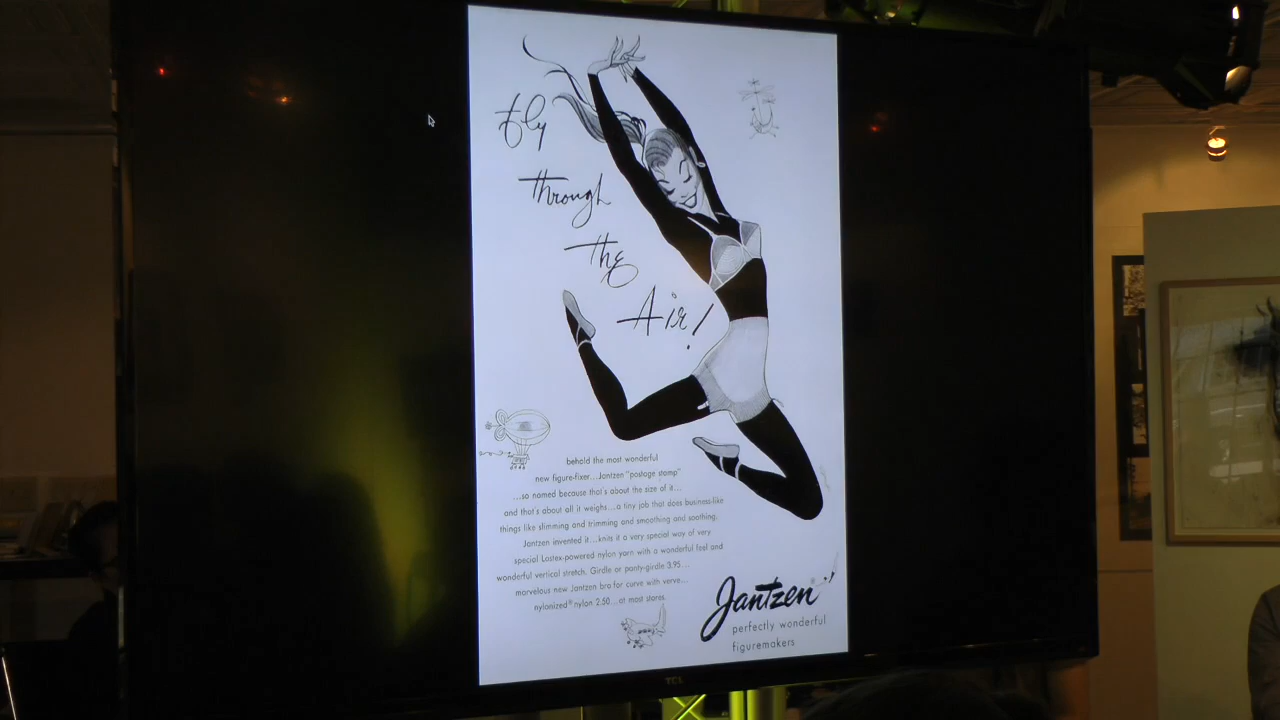 fly
through
the
Air!
behold the most wonderful
new figure-fixer...Jantzen "postage stamp"
...so named because that's about the size of it...
and that's about all it weighs...a tiny job that does business-like
things like slimming and trimming and smoothing and soothing.
Jantzen invented it...knits it a very special way of very
special Lastex-powered nylon yarn with a wonderful feel and
wonderful vertical stretch. Girdle or panty-girdle 3.95...
marvelous new Jantzen bra for curve with verve...
nylonized® nylon 2.50...at most stores.
Jantzen
perfectly wonderful
figuremakers
TCL